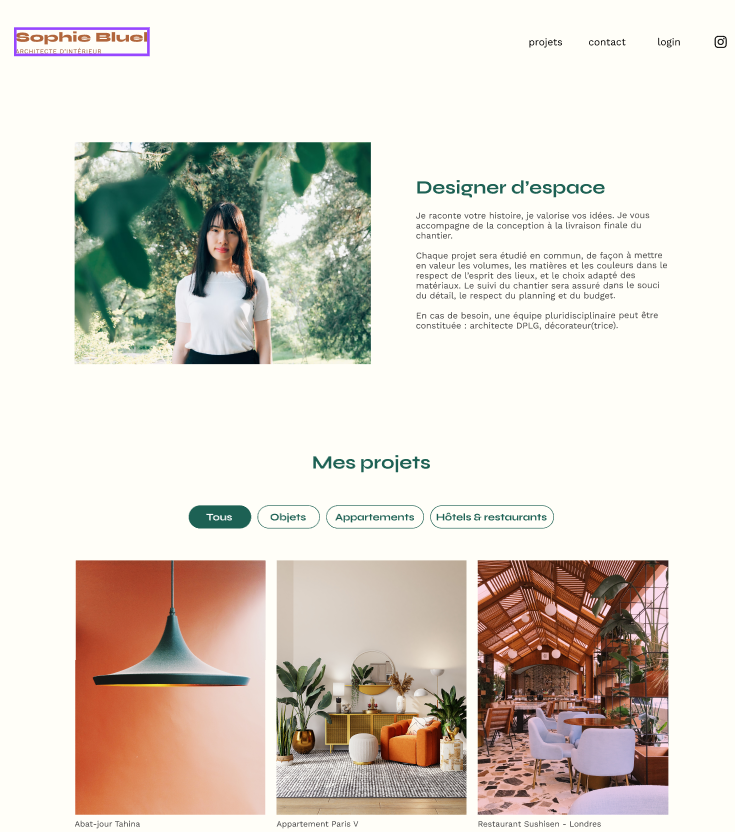 Sophie Bluel
ARCHITECTE D'INTÉRIEUR
projets
contact
login
Designer d'espace
Je raconte votre histoire, je valorise vos idées. Je vous
accompagne de la conception à la livraison finale du
chantier.
Chaque projet sera étudié en commun, de façon à mettre
en valeur les volumes, les matières et les couleurs dans le
respect de l'esprit des lieux, et le choix adapté des
matériaux. Le suivi du chantier sera assuré dans le souci
du détail, le respect du planning et du budget.
En cas de besoin, une équipe pluridisciplinaire peut être
constituée : architecte DPLG, décorateur(trice).
Mes projets
Tous
Objets
Appartements
Hôtels & restaurants
Abat-jour Tahina
Appartement Paris V
Restaurant Sushisen - Londres